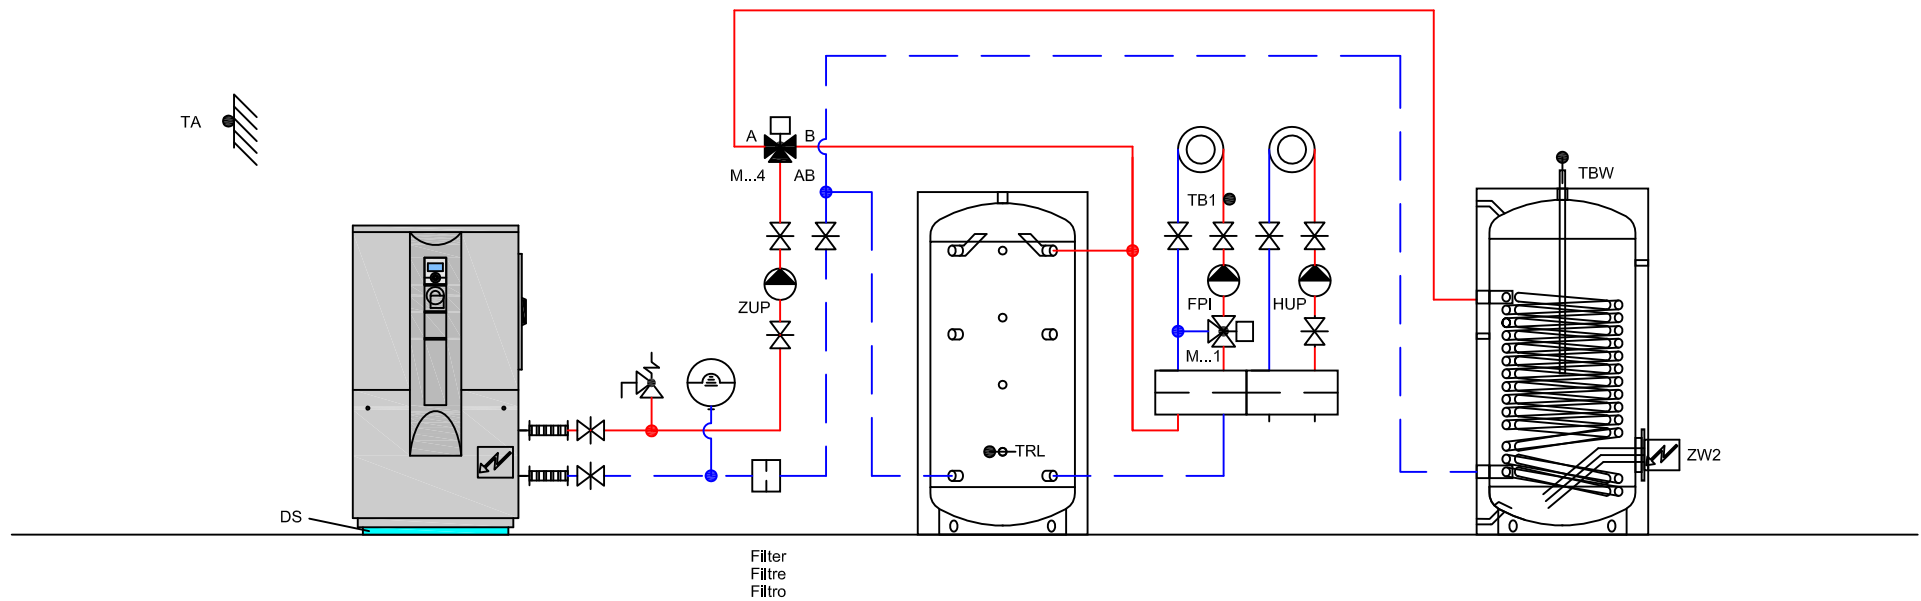 TA
A
B
M...4
AB
TBW
TB1
ZUP
FPI
HUP
M...1
TRL
ZW2
DS
Filter
Filtre
Filtro